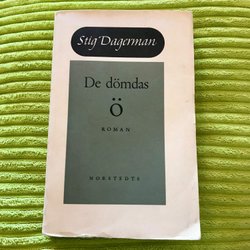 Stig Dagerman
De dömdas
ö
ROMAN
NORSTEDTS